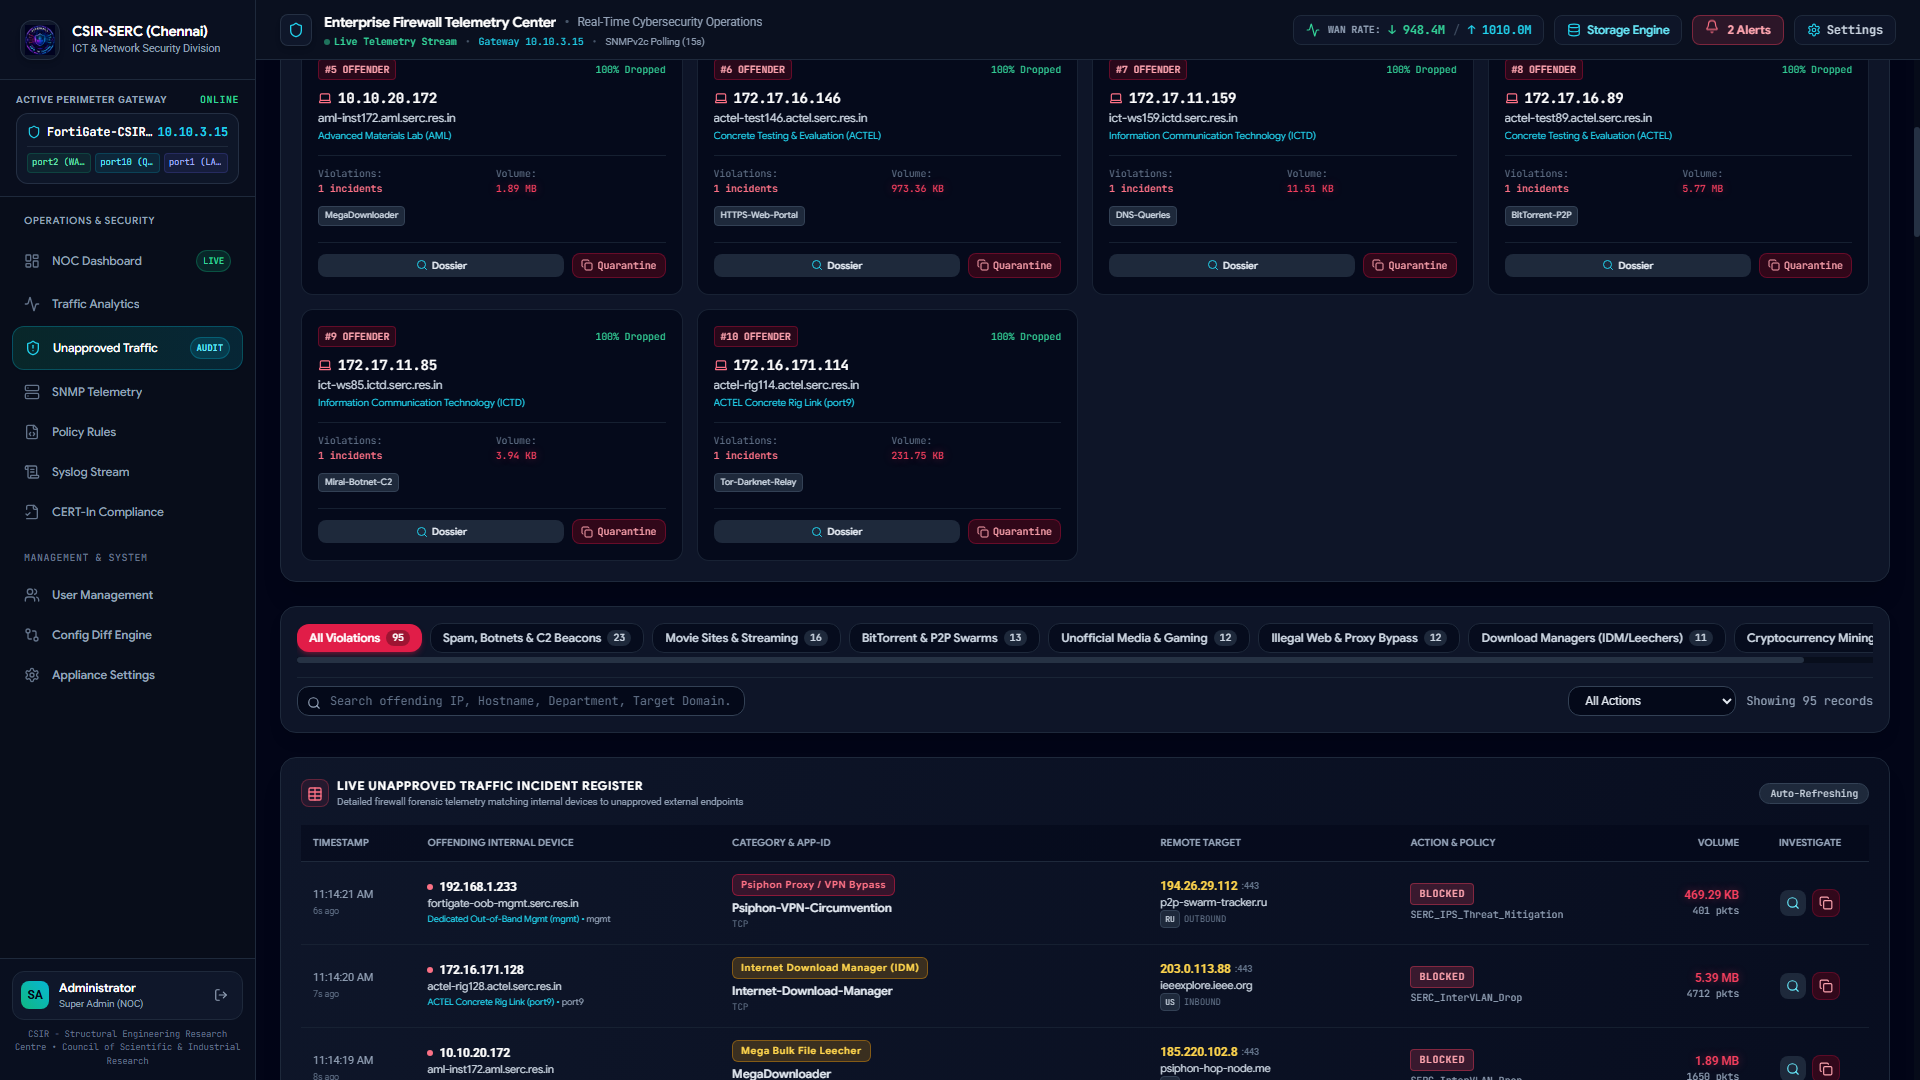 CSIR-SERC (Chennai)
ICT & Network Security Division
ACTIVE PERIMETER GATEWAY ONLINE
FortiGate-CSIR... 10.10.3.15
port2 (WA… port10 (Q… port1 (LA…
OPERATIONS & SECURITY
NOC Dashboard LIVE
Traffic Analytics
Unapproved Traffic AUDIT
SNMP Telemetry
Policy Rules
Syslog Stream
CERT-In Compliance
MANAGEMENT & SYSTEM
User Management
Config Diff Engine
Appliance Settings
SA Administrator
Super Admin (NOC)
CSIR - Structural Engineering Research
Centre • Council of Scientific & Industrial
Research
Enterprise Firewall Telemetry Center • Real-Time Cybersecurity Operations
Live Telemetry Stream • Gateway 10.10.3.15 • SNMPv2c Polling (15s)
WAN RATE: ↓ 948.4M / ↑ 1010.0M
Storage Engine
2 Alerts
Settings
#5 OFFENDER 100% Dropped
10.10.20.172
aml-inst172.aml.serc.res.in
Advanced Materials Lab (AML)
Violations: Volume:
1 incidents 1.89 MB
MegaDownloader
Dossier Quarantine
#6 OFFENDER 100% Dropped
172.17.16.146
actel-test146.actel.serc.res.in
Concrete Testing & Evaluation (ACTEL)
Violations: Volume:
1 incidents 973.36 KB
HTTPS-Web-Portal
Dossier Quarantine
#7 OFFENDER 100% Dropped
172.17.11.159
ict-ws159.ictd.serc.res.in
Information Communication Technology (ICTD)
Violations: Volume:
1 incidents 11.51 KB
DNS-Queries
Dossier Quarantine
#8 OFFENDER 100% Dropped
172.17.16.89
actel-test89.actel.serc.res.in
Concrete Testing & Evaluation (ACTEL)
Violations: Volume:
1 incidents 5.77 MB
BitTorrent-P2P
Dossier Quarantine
#9 OFFENDER 100% Dropped
172.17.11.85
ict-ws85.ictd.serc.res.in
Information Communication Technology (ICTD)
Violations: Volume:
1 incidents 3.94 KB
Mirai-Botnet-C2
Dossier Quarantine
#10 OFFENDER 100% Dropped
172.16.171.114
actel-rig114.actel.serc.res.in
ACTEL Concrete Rig Link (port9)
Violations: Volume:
1 incidents 231.75 KB
Tor-Darknet-Relay
Dossier Quarantine
All Violations 95 Spam, Botnets & C2 Beacons 23 Movie Sites & Streaming 16 BitTorrent & P2P Swarms 13 Unofficial Media & Gaming 12 Illegal Web & Proxy Bypass 12 Download Managers (IDM/Leechers) 11 Cryptocurrency Mining
Search offending IP, Hostname, Department, Target Domain.
All Actions Showing 95 records
LIVE UNAPPROVED TRAFFIC INCIDENT REGISTER
Detailed firewall forensic telemetry matching internal devices to unapproved external endpoints
Auto-Refreshing
TIMESTAMP OFFENDING INTERNAL DEVICE CATEGORY & APP-ID REMOTE TARGET ACTION & POLICY VOLUME INVESTIGATE
11:14:21 AM
6s ago
192.168.1.233
fortigate-oob-mgmt.serc.res.in
Dedicated Out-of-Band Mgmt (mgmt) • mgmt
Psiphon Proxy / VPN Bypass
Psiphon-VPN-Circumvention
TCP
194.26.29.112 :443
p2p-swarm-tracker.ru
RU OUTBOUND
BLOCKED
SERC_IPS_Threat_Mitigation
469.29 KB
401 pkts
11:14:20 AM
7s ago
172.16.171.128
actel-rig128.actel.serc.res.in
ACTEL Concrete Rig Link (port9) • port9
Internet Download Manager (IDM)
Internet-Download-Manager
TCP
203.0.113.88 :443
ieeexplore.ieee.org
US INBOUND
BLOCKED
SERC_InterVLAN_Drop
5.39 MB
4712 pkts
11:14:19 AM
8s ago
10.10.20.172
aml-inst172.aml.serc.res.in
Mega Bulk File Leecher
MegaDownloader
185.220.102.8 :443
psiphon-hop-node.me
BLOCKED
SERC_InterVLAN_Drop
1.89 MB
1650 pkts